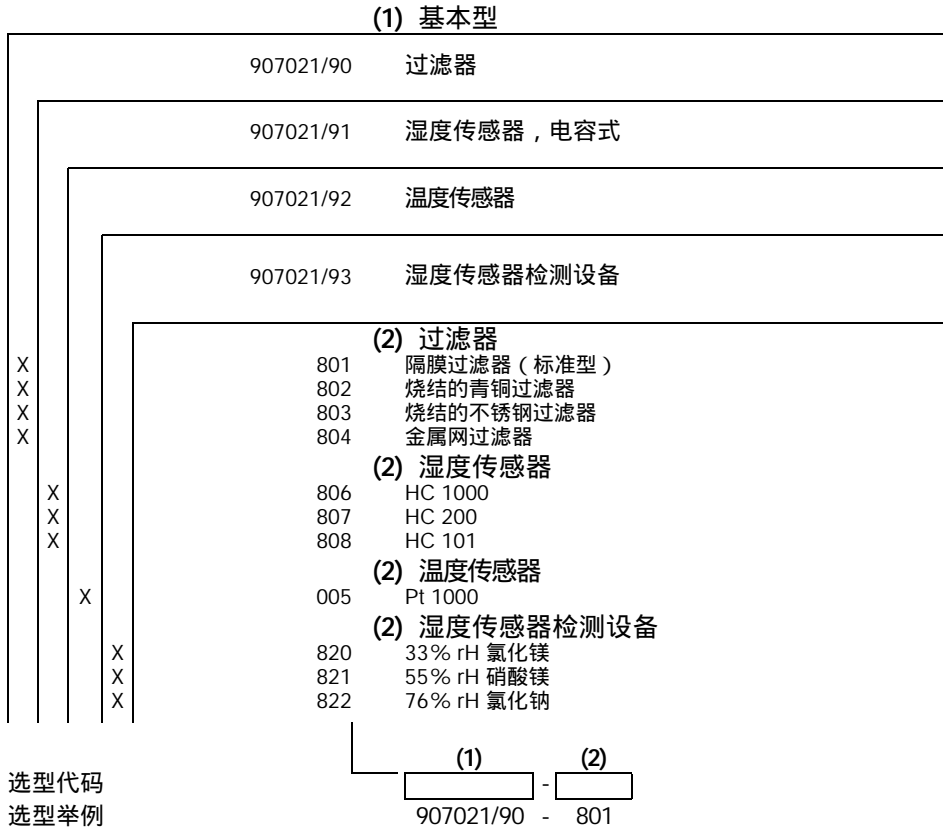 (1) 基本型
907021/90 过滤器
907021/91 湿度传感器，电容式
907021/92 温度传感器
907021/93 湿度传感器检测设备
(2) 过滤器
X 801 隔膜过滤器（标准型）
X 802 烧结的青铜过滤器
X 803 烧结的不锈钢过滤器
X 804 金属网过滤器
(2) 湿度传感器
X 806 HC 1000
X 807 HC 200
X 808 HC 101
(2) 温度传感器
X 005 Pt 1000
(2) 湿度传感器检测设备
X 820 33% rH 氯化镁
X 821 55% rH 硝酸镁
X 822 76% rH 氯化钠
(1) (2)
选型代码 -
选型举例 907021/90 - 801